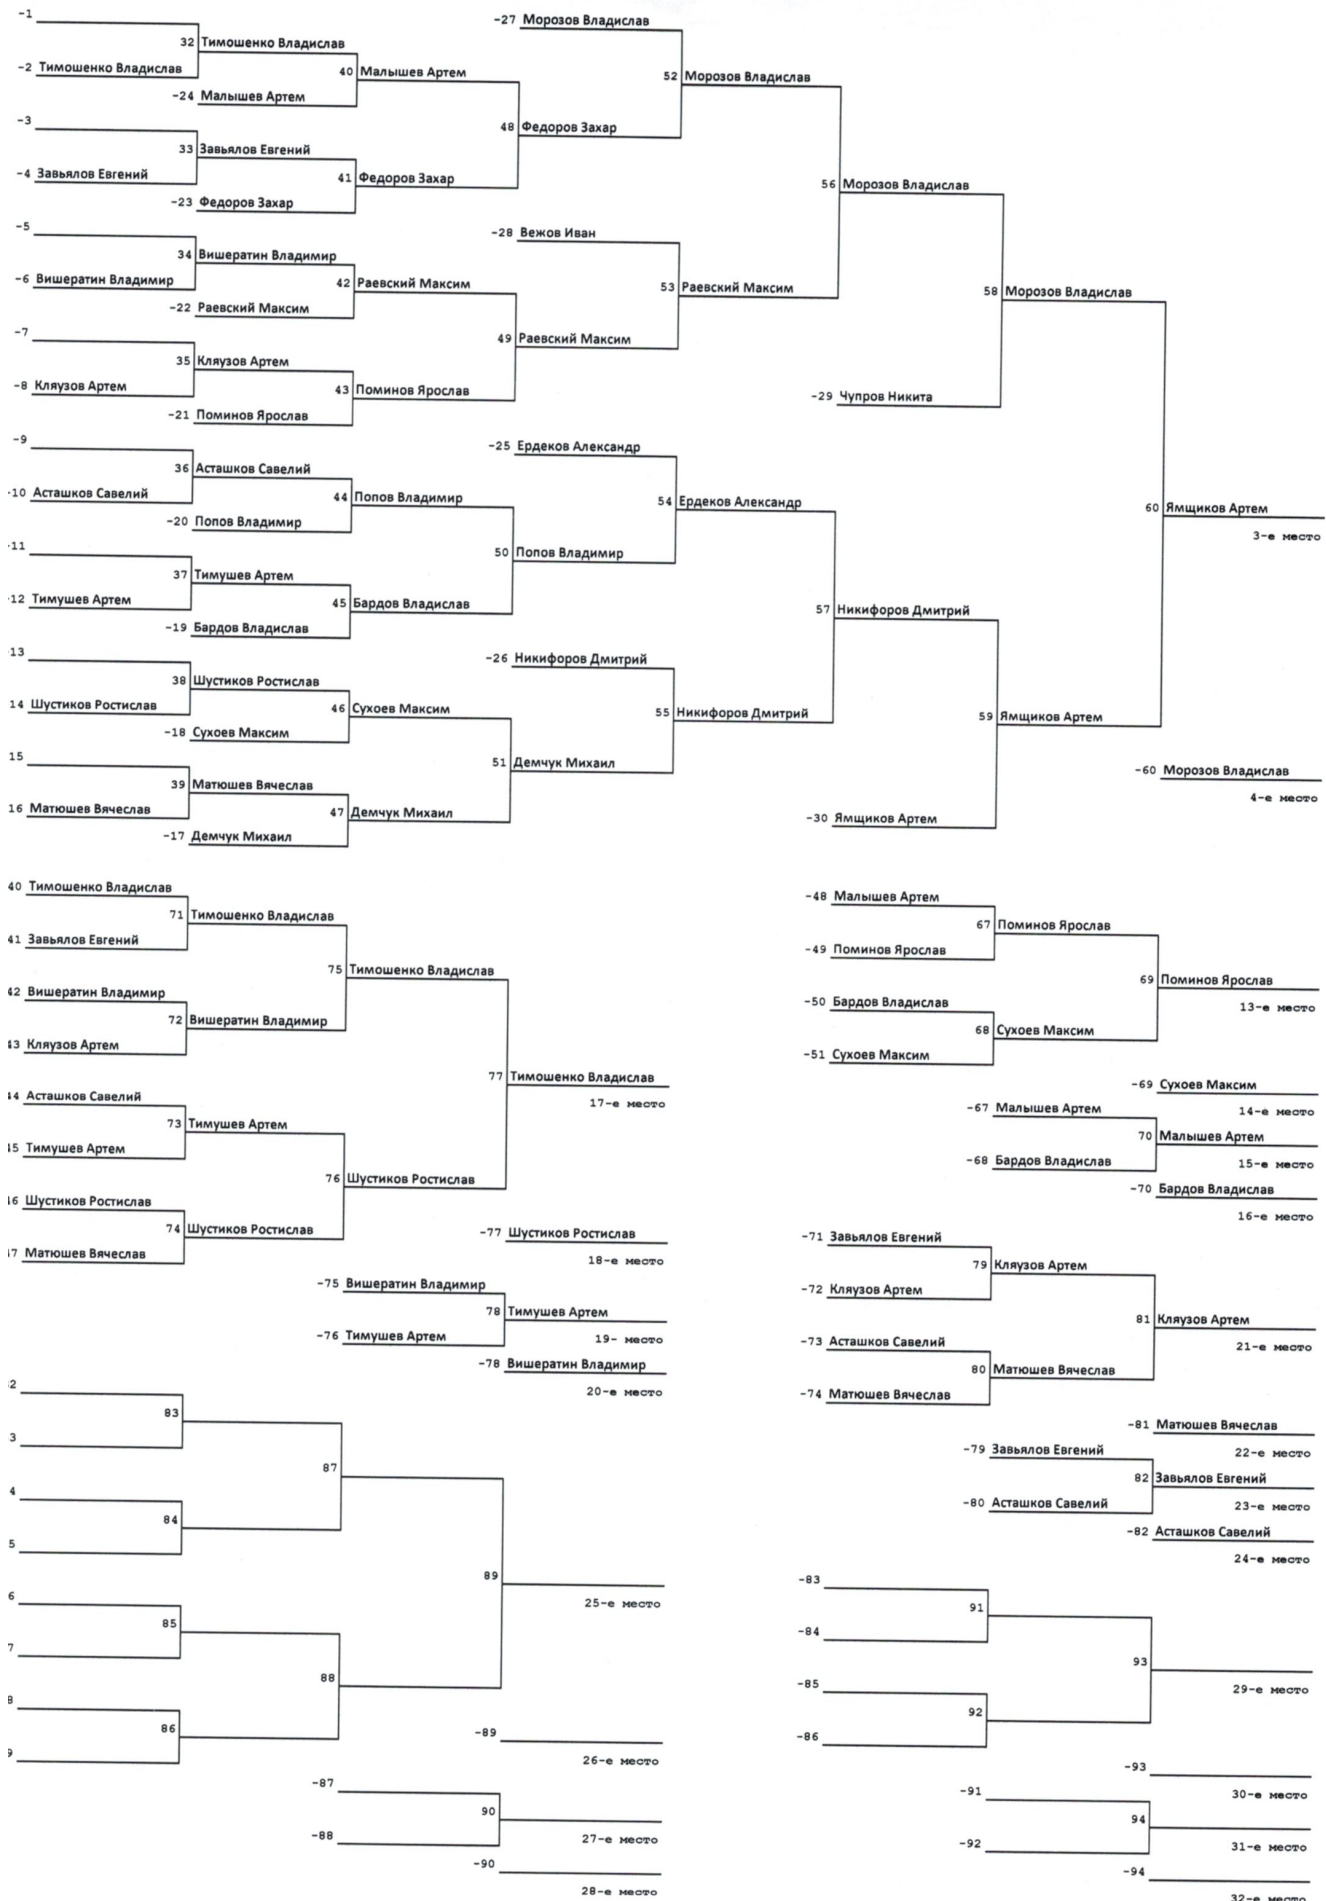 -1
-27 Морозов Владислав
32 Тимошенко Владислав
-2 Тимошенко Владислав
40 Малышев Артем
52 Морозов Владислав
-24 Малышев Артем
-3
48 Федоров Захар
33 Завьялов Евгений
-4 Завьялов Евгений
41 Федоров Захар
56 Морозов Владислав
-23 Федоров Захар
-5
-28 Вежов Иван
34 Вишератин Владимир
-6 Вишератин Владимир
42 Раевский Максим
53 Раевский Максим
58 Морозов Владислав
-22 Раевский Максим
-7
49 Раевский Максим
35 Кляузов Артем
-8 Кляузов Артем
43 Поминов Ярослав
-29 Чупров Никита
-21 Поминов Ярослав
-9
-25 Ердеков Александр
36 Асташков Савелий
-10 Асташков Савелий
44 Попов Владимир
54 Ердеков Александр
60 Ямщиков Артем
-20 Попов Владимир
3-е место
-11
50 Попов Владимир
37 Тимушев Артем
-12 Тимушев Артем
45 Бардов Владислав
57 Никифоров Дмитрий
-19 Бардов Владислав
13
-26 Никифоров Дмитрий
38 Шустиков Ростислав
14 Шустиков Ростислав
46 Сухоев Максим
55 Никифоров Дмитрий
59 Ямщиков Артем
-18 Сухоев Максим
15
51 Демчук Михаил
-60 Морозов Владислав
39 Матюшев Вячеслав
4-е место
16 Матюшев Вячеслав
47 Демчук Михаил
-30 Ямщиков Артем
-17 Демчук Михаил
40 Тимошенко Владислав
-48 Малышев Артем
71 Тимошенко Владислав
67 Поминов Ярослав
41 Завьялов Евгений
-49 Поминов Ярослав
75 Тимошенко Владислав
69 Поминов Ярослав
42 Вишератин Владимир
-50 Бардов Владислав
13-е место
72 Вишератин Владимир
68 Сухоев Максим
43 Кляузов Артем
-51 Сухоев Максим
77 Тимошенко Владислав
-69 Сухоев Максим
44 Асташков Савелий
17-е место
-67 Малышев Артем
14-е место
73 Тимушев Артем
70 Малышев Артем
45 Тимушев Артем
-68 Бардов Владислав
15-е место
76 Шустиков Ростислав
-70 Бардов Владислав
46 Шустиков Ростислав
16-е место
74 Шустиков Ростислав
-77 Шустиков Ростислав
-71 Завьялов Евгений
47 Матюшев Вячеслав
18-е место
79 Кляузов Артем
-75 Вишератин Владимир
-72 Кляузов Артем
78 Тимушев Артем
81 Кляузов Артем
-76 Тимушев Артем
19- место
-73 Асташков Савелий
21-е место
-78 Вишератин Владимир
80 Матюшев Вячеслав
2
20-е место
-74 Матюшев Вячеслав
83
-81 Матюшев Вячеслав
3
-79 Завьялов Евгений
22-е место
87
82 Завьялов Евгений
4
-80 Асташков Савелий
23-е место
84
-82 Асташков Савелий
5
24-е место
89
-83
6
25-е место
91
85
-84
7
93
88
-85
29-е место
8
92
86
-89
-86
9
26-е место
-93
-87
-91
30-е место
90
94
-88
27-е место
-92
31-е место
-90
-94
28-е место
32-е место